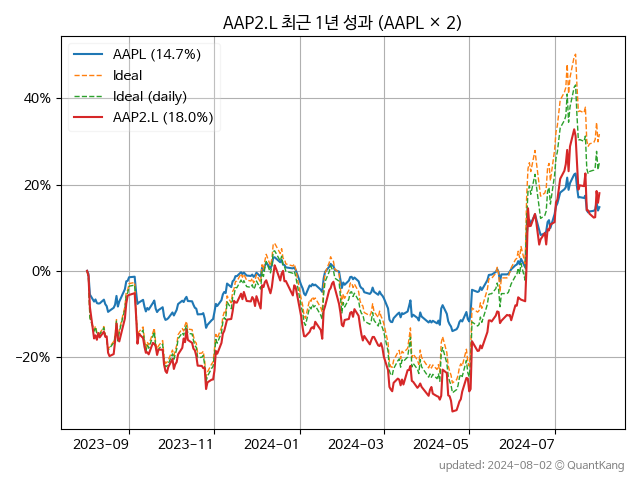 AAP2.L 최근 1년 성과 (AAPL × 2)
AAPL (14.7%)
Ideal
Ideal (daily)
AAP2.L (18.0%)
40%
20%
0%
−20%
2023-09
2023-11
2024-01
2024-03
2024-05
2024-07
updated: 2024-08-02 © QuantKang